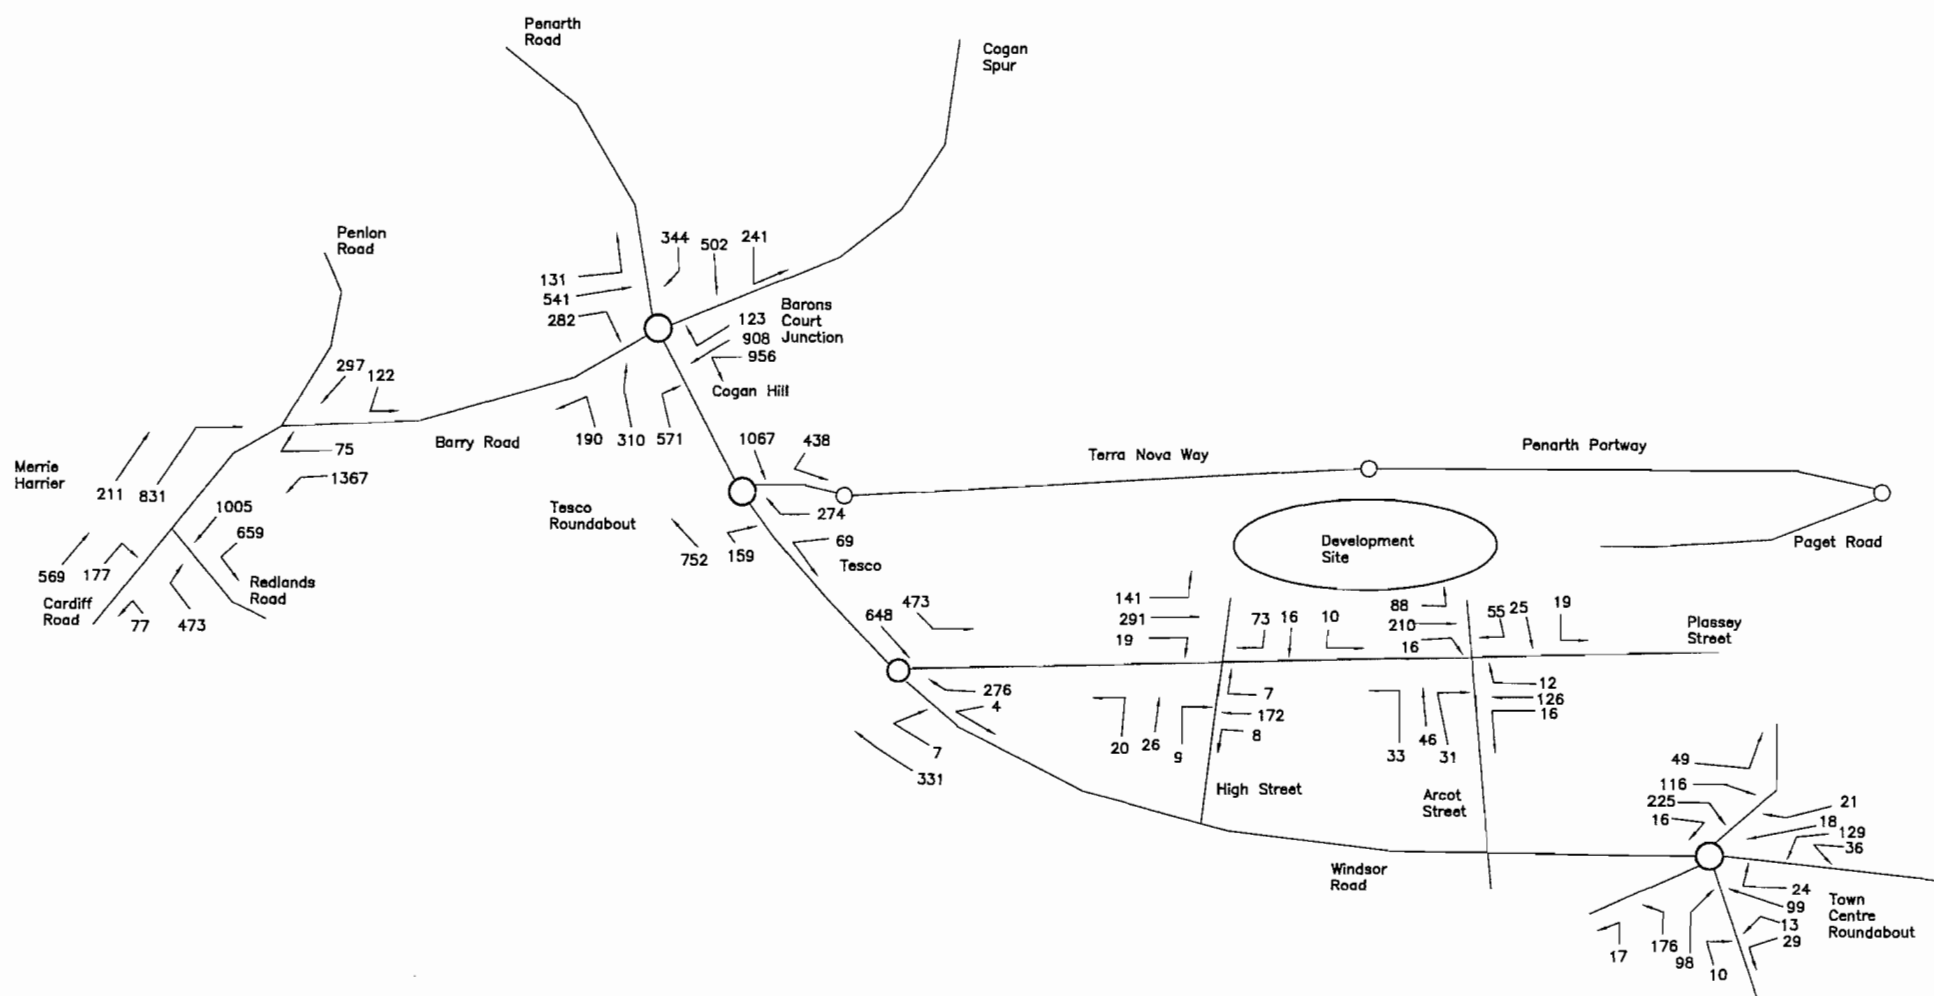 Penarth
Road
Cogan
Spur
Penlon
Road
344
502
241
131
541
282
Barons
Court
Junction
123
908
956
Cogan Hill
297
122
Barry Road
190
310
571
75
1367
Merrie
Harrier
211
831
1005
659
569
177
Cardiff
Road
77
473
Redlands
Road
1067
438
Terra Nova Way
Penarth Portway
Tesco
Roundabout
274
752
159
69
Tesco
Development
Site
Paget Road
648
473
141
291
19
73
16
10
88
210
16
55
25
19
Plassey
Street
276
4
7
331
20
26
9
7
172
8
33
46
31
12
126
16
High Street
Arcot
Street
Windsor
Road
49
116
225
16
21
18
129
36
24
99
13
29
17
176
98
10
Town
Centre
Roundabout